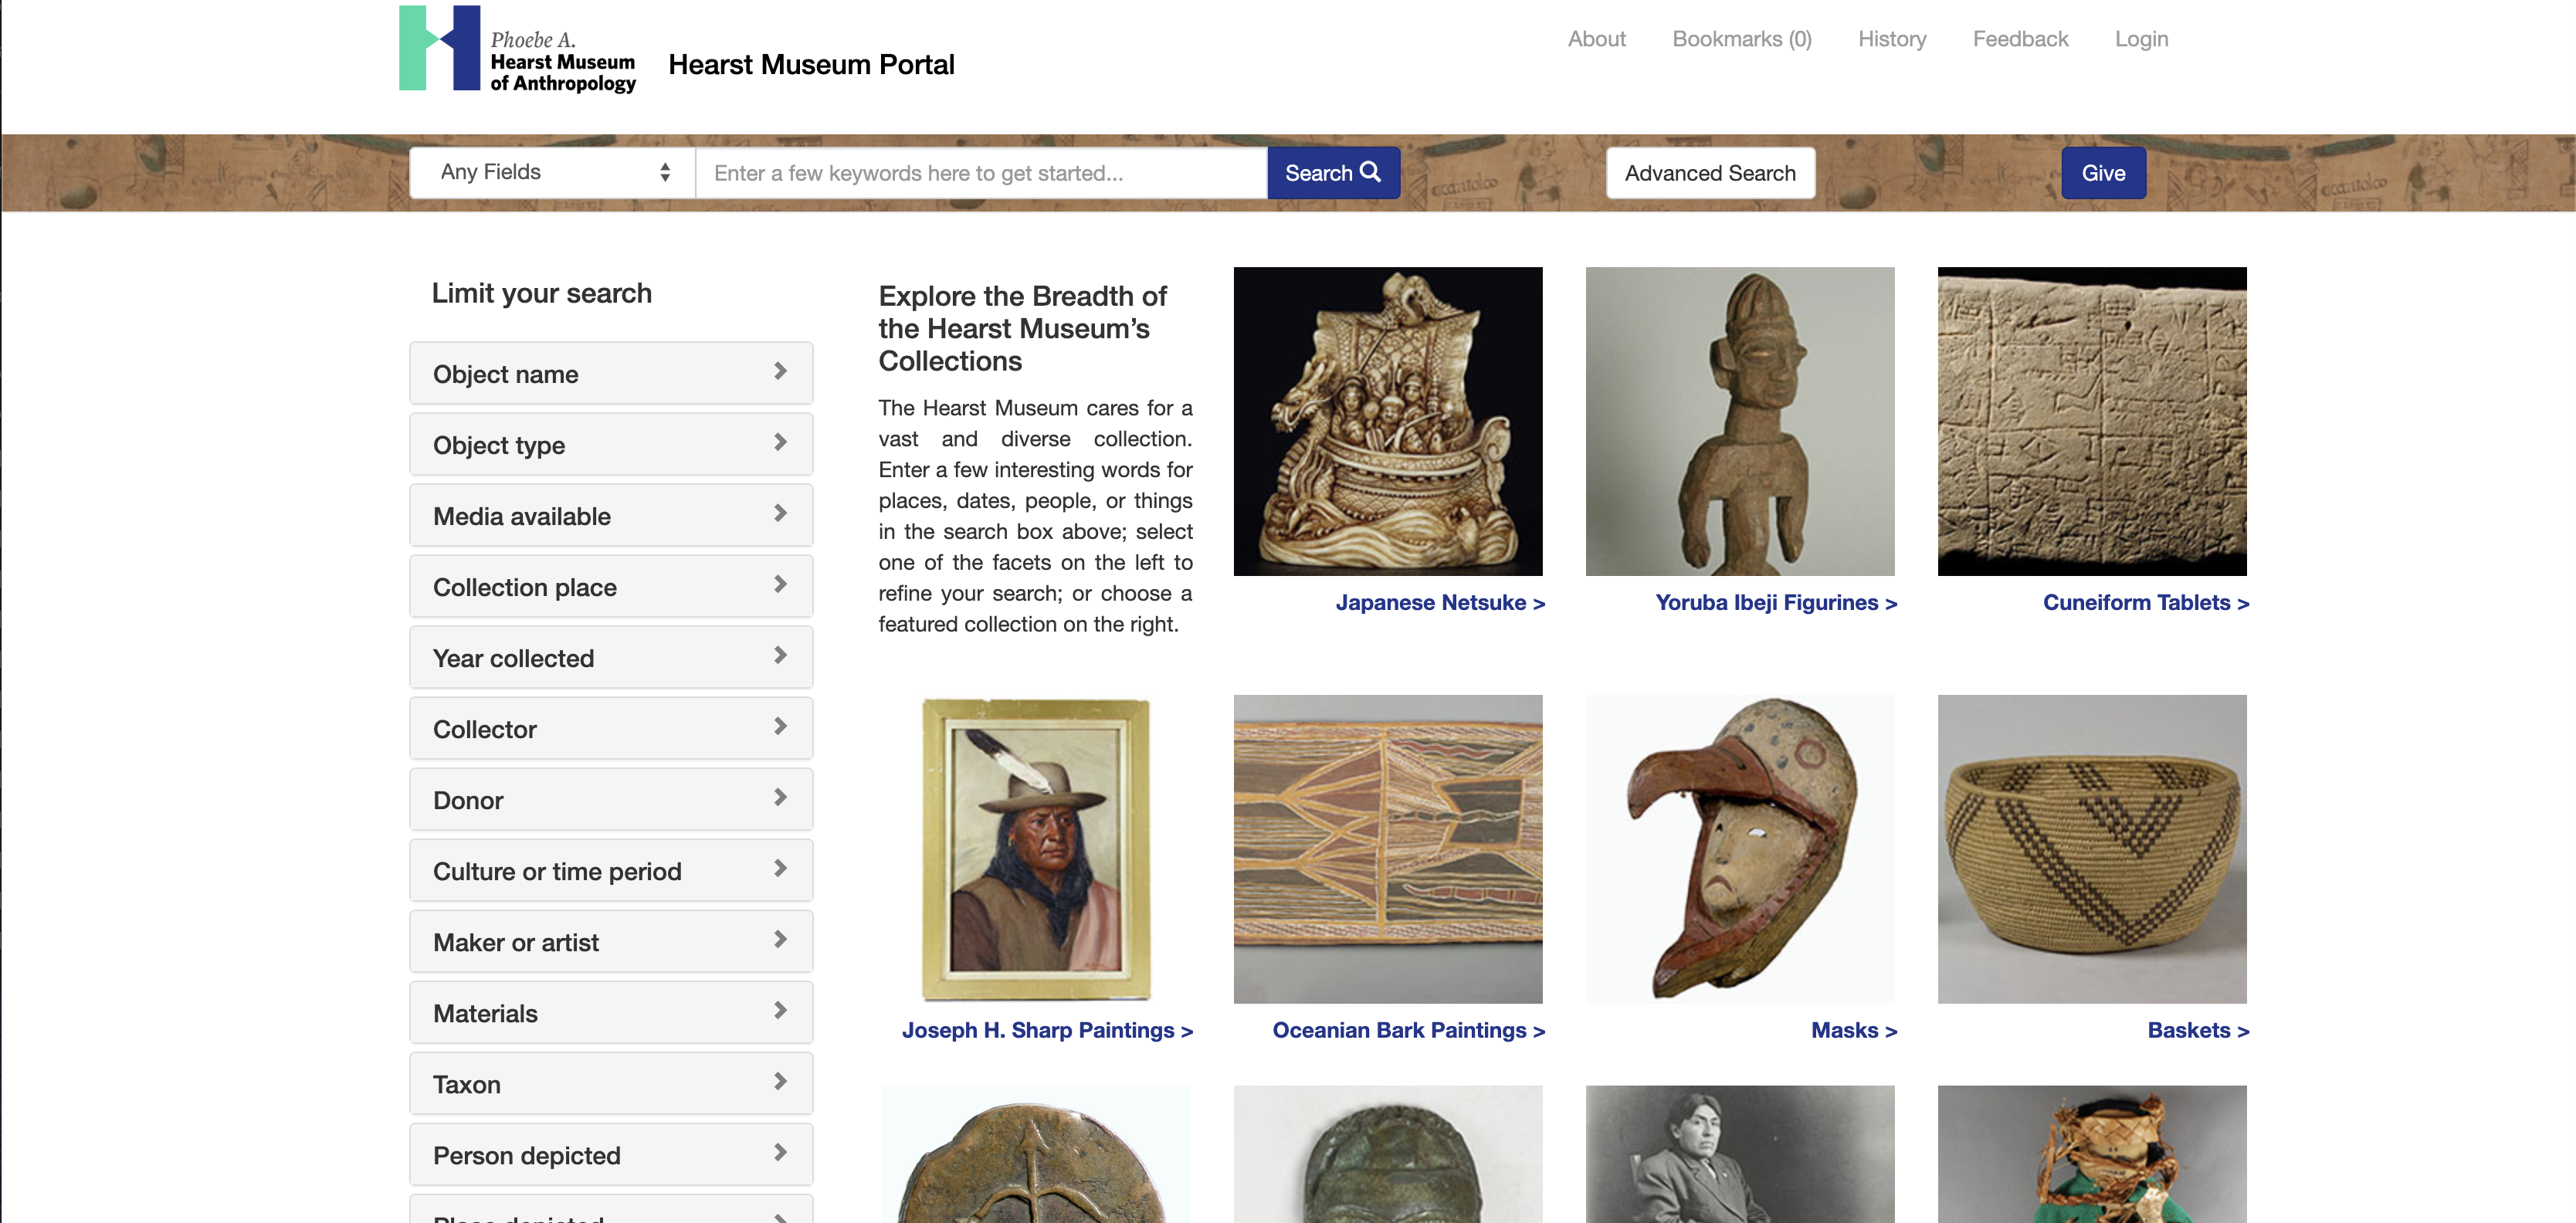 Phoebe A.
Hearst Museum
of Anthropology
Hearst Museum Portal
About
Bookmarks (0)
History
Feedback
Login
Any Fields
Enter a few keywords here to get started...
Search
Advanced Search
Give
Limit your search
Object name
Object type
Media available
Collection place
Year collected
Collector
Donor
Culture or time period
Maker or artist
Materials
Taxon
Person depicted
Place depicted
Explore the Breadth of
the Hearst Museum’s
Collections
The Hearst Museum cares for a
vast and diverse collection.
Enter a few interesting words for
places, dates, people, or things
in the search box above; select
one of the facets on the left to
refine your search; or choose a
featured collection on the right.
Japanese Netsuke >
Yoruba Ibeji Figurines >
Cuneiform Tablets >
Joseph H. Sharp Paintings >
Oceanian Bark Paintings >
Masks >
Baskets >